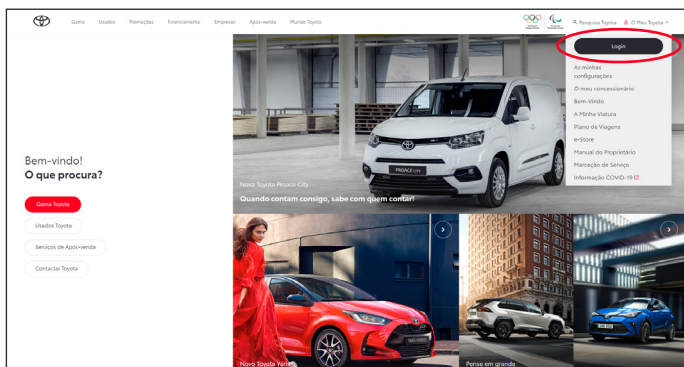 Gama Usados Promoções Financiamento Empresas Após-venda Mundo Toyota
Pesquisa Toyota O Meu Toyota
Login
As minhas
configurações
O meu concessionário
Bem-Vindo
A Minha Viatura
Plano de Viagens
e-Store
Manual do Proprietário
Marcação de Serviço
Informação COVID-19
Bem-vindo!
O que procura?
Gama Toyota
Usados Toyota
Serviços de Após-venda
Contactar Toyota
PROACE CITY
Novo Toyota Proace City
Quando contam consigo, sabe com quem contar!
Novo Toyota Yaris
Pense em grande